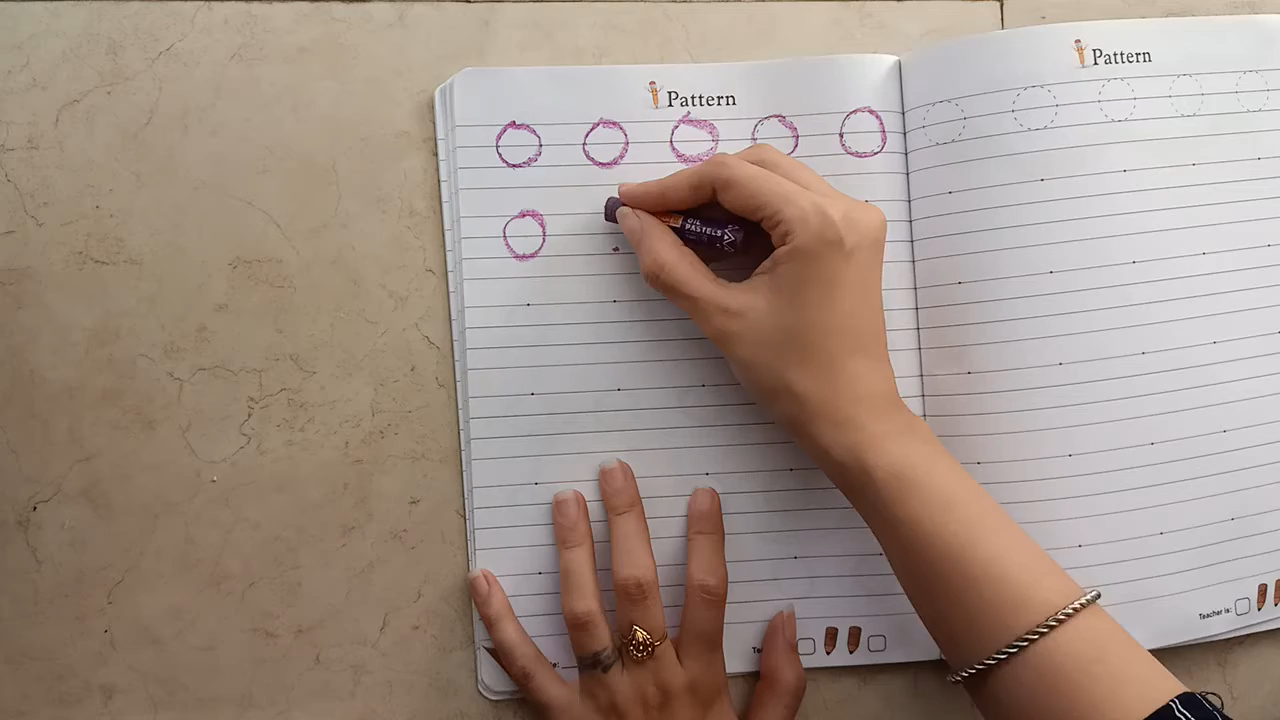 Pattern
Pattern
OIL
PASTELS
Teacher is: